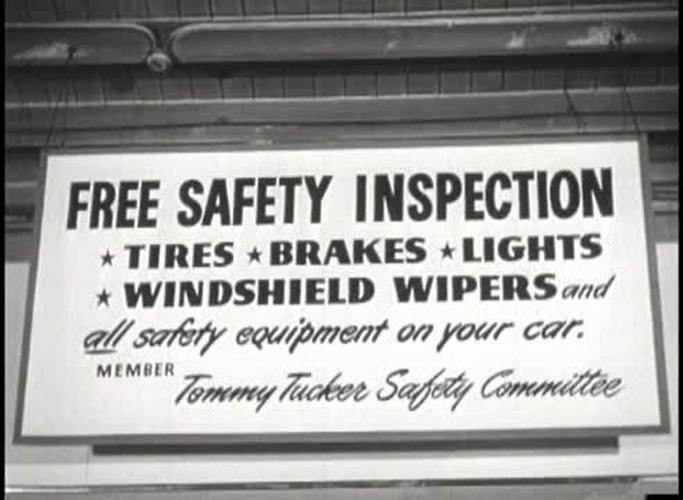 FREE SAFETY INSPECTION
★ TIRES ★ BRAKES ★ LIGHTS
★ WINDSHIELD WIPERS and
all safety equipment on your car.
MEMBER Tommy Tucker Safety Committee